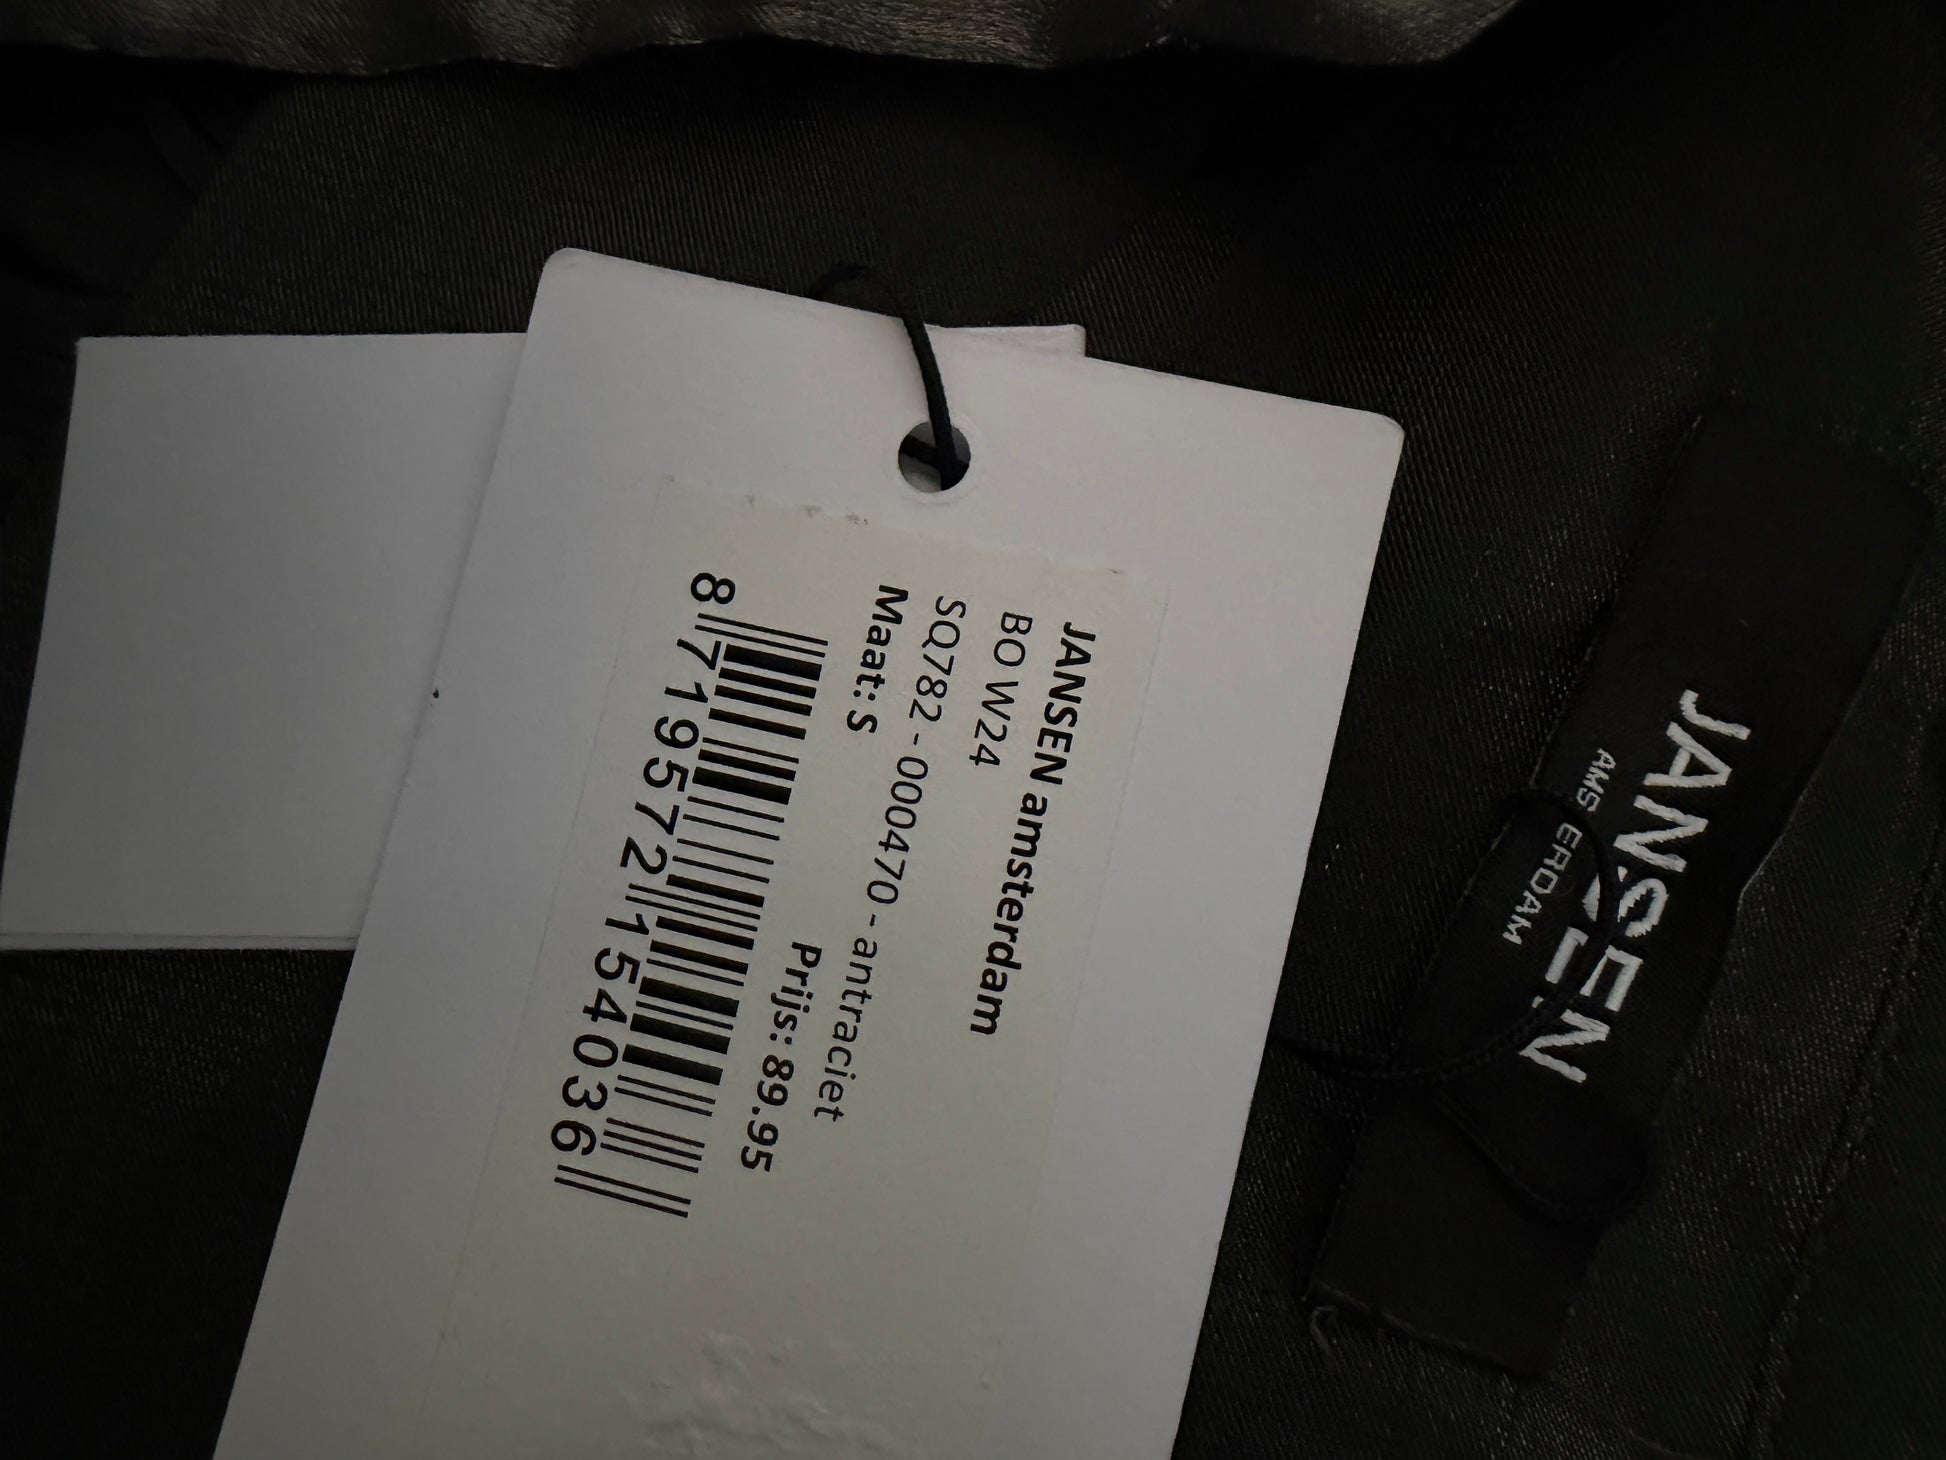 JANSEN amsterdam
BO W24
SQ782 - 000470 - antraciet
Maat: S
Prijs: 89.95
8 719572 154036
JANSEN
AMS ERDAM